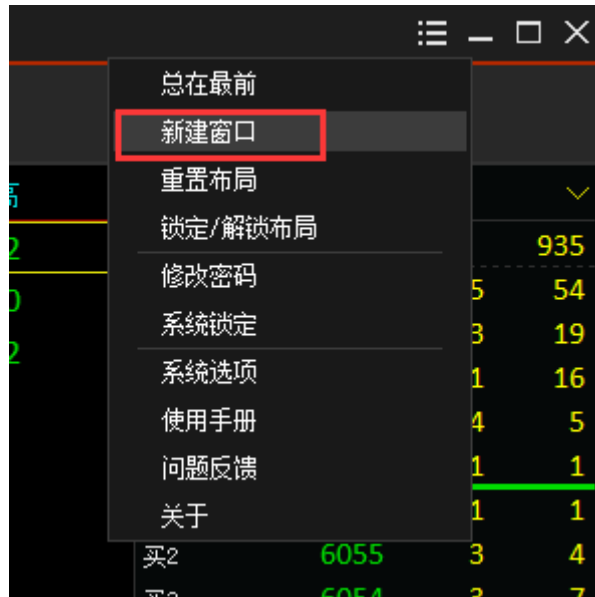 总在最前
新建窗口
重置布局
锁定/解锁布局
935
修改密码
5 54
系统锁定
3 19
系统选项
1 16
使用手册
4 5
问题反馈
1 1
关于
1 1
买2 6055 3 4